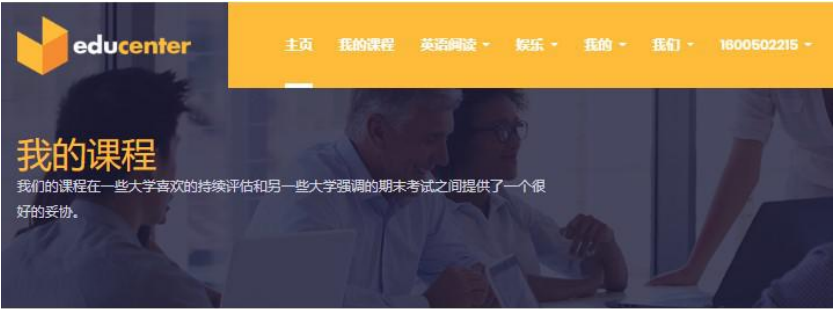 educenter
主页 我的课程 英语阅读 娱乐 我的 我们 1600502215
我的课程
我们的课程在一些大学喜欢的持续评估和另一些大学强调的期末考试之间提供了一个很
好的妥协。